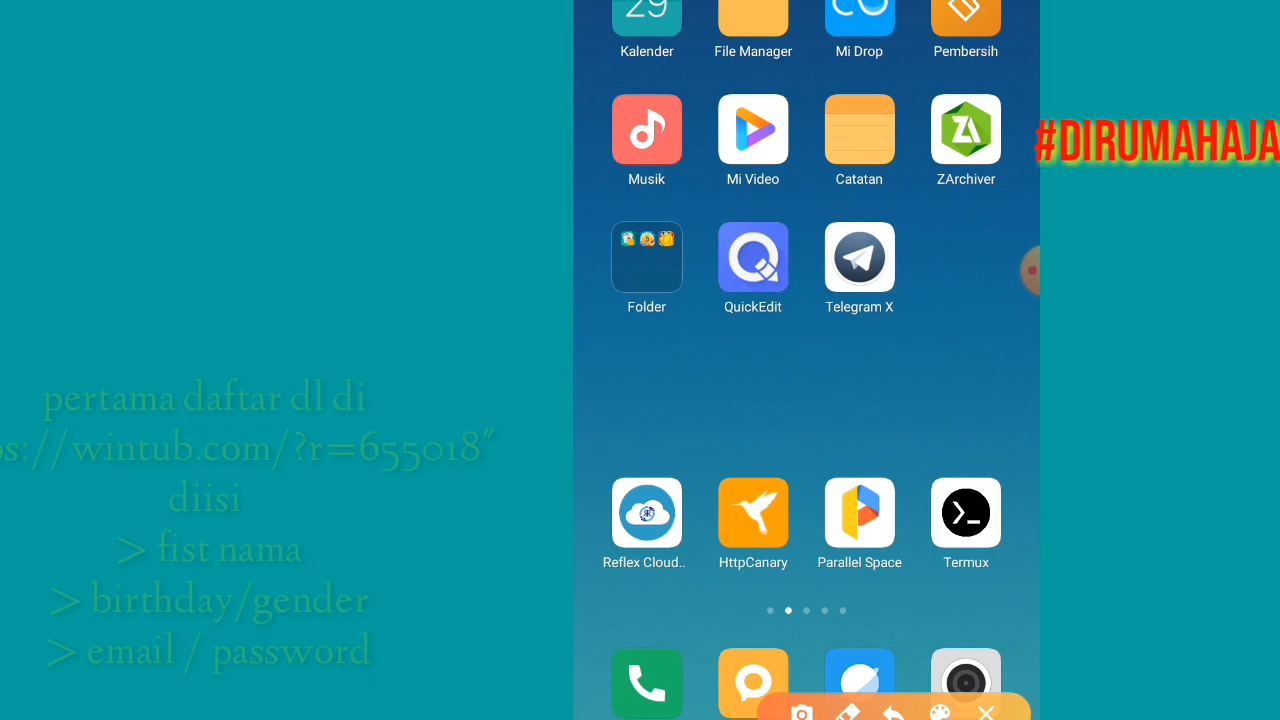 29
Kalender
File Manager
Mi Drop
Pembersih
#DIRUMAHAJA
Musik
Mi Video
Catatan
ZArchiver
Folder
QuickEdit
Telegram X
pertama daftar dl di
ps://wintub.com/?r=655018"
diisi
> fist nama
> birthday/gender
> email / password
Reflex Cloud..
HttpCanary
Parallel Space
Termux